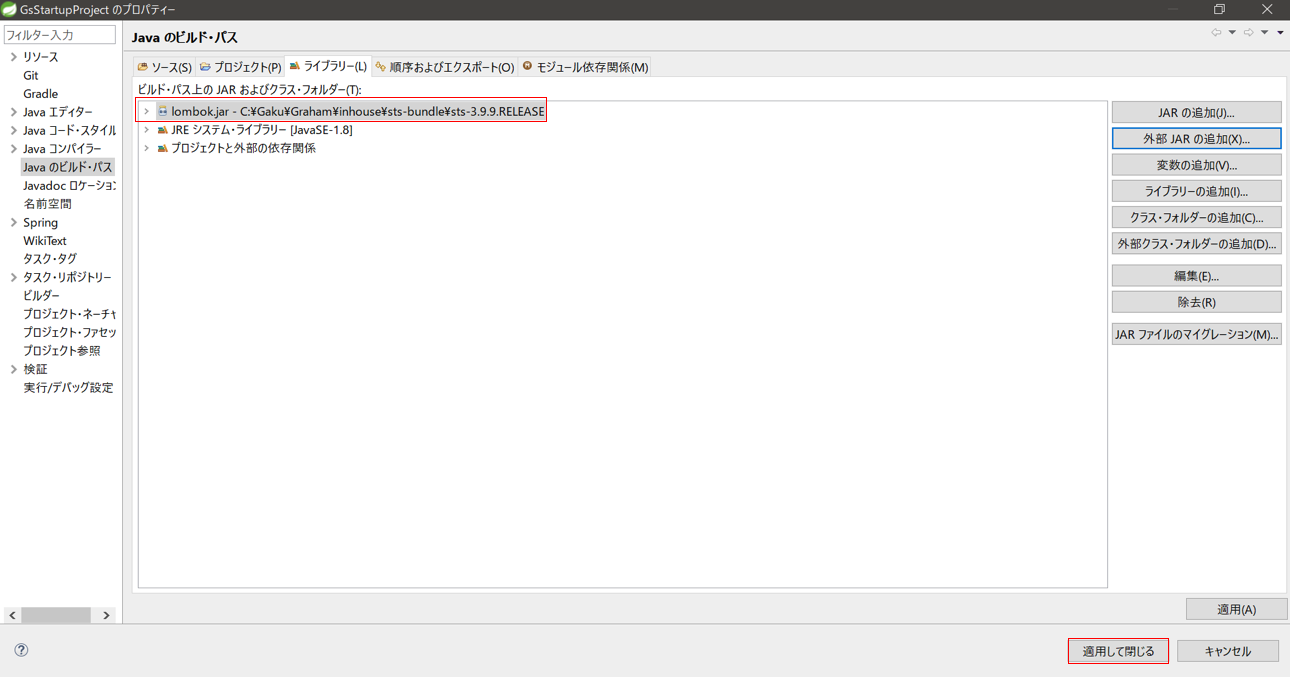 GsStartupProject のプロパティー
フィルター入力
リソース
Git
Gradle
Java エディター
Java コード・スタイル
Java コンパイラー
Java のビルド・パス
Javadoc ロケーション
名前空間
Spring
WikiText
タスク・タグ
タスク・リポジトリー
ビルダー
プロジェクト・ネーチャ
プロジェクト・ファセッ
プロジェクト参照
検証
実行/デバッグ設定
Java のビルド・パス
ソース(S)
プロジェクト(P)
ライブラリー(L)
順序およびエクスポート(O)
モジュール依存関係(M)
ビルド・パス上の JAR およびクラス・フォルダー(T):
lombok.jar - C:¥Gaku¥Graham¥inhouse¥sts-bundle¥sts-3.9.9.RELEASE
JRE システム・ライブラリー [JavaSE-1.8]
プロジェクトと外部の依存関係
JAR の追加(J)...
外部 JAR の追加(X)...
変数の追加(V)...
ライブラリーの追加(I)...
クラス・フォルダーの追加(C)...
外部クラス・フォルダーの追加(D)...
編集(E)...
除去(R)
JAR ファイルのマイグレーション(M)...
適用(A)
適用して閉じる
キャンセル